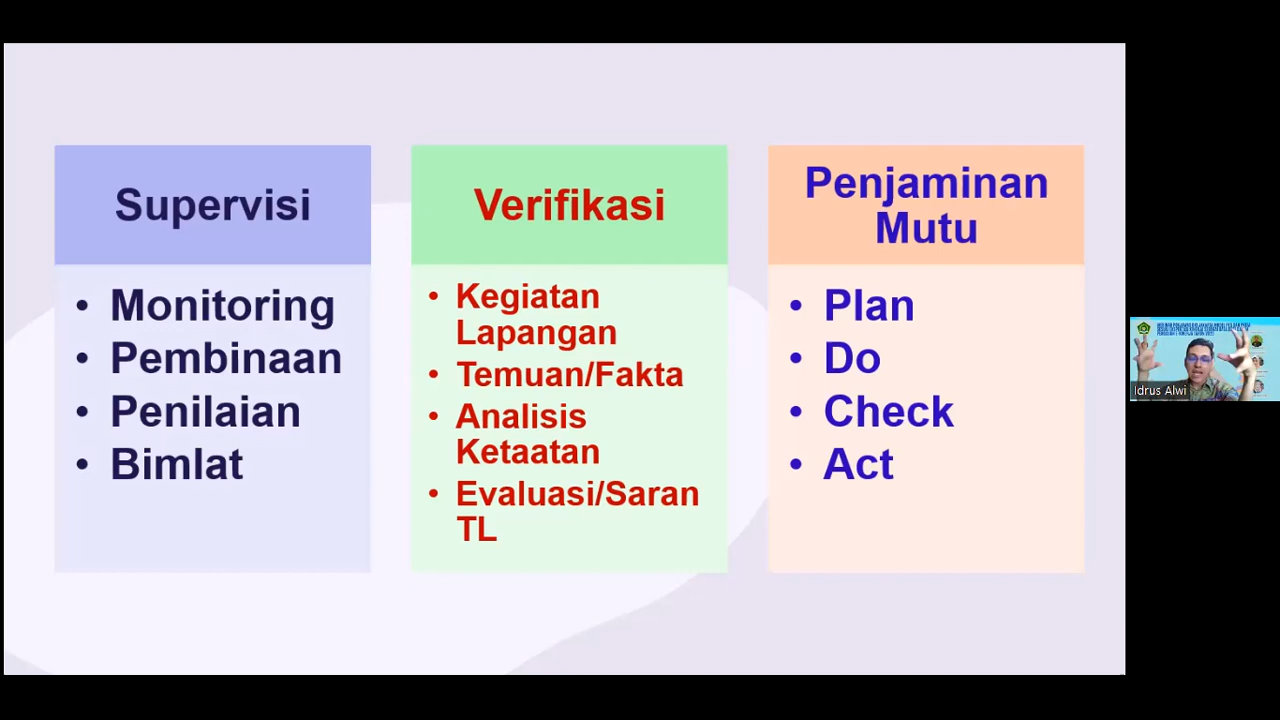 Supervisi
• Monitoring
• Pembinaan
• Penilaian
• Bimlat
Verifikasi
• Kegiatan
Lapangan
• Temuan/Fakta
• Analisis
Ketaatan
• Evaluasi/Saran
TL
Penjaminan
Mutu
• Plan
• Do
• Check
• Act
Idrus Alwi